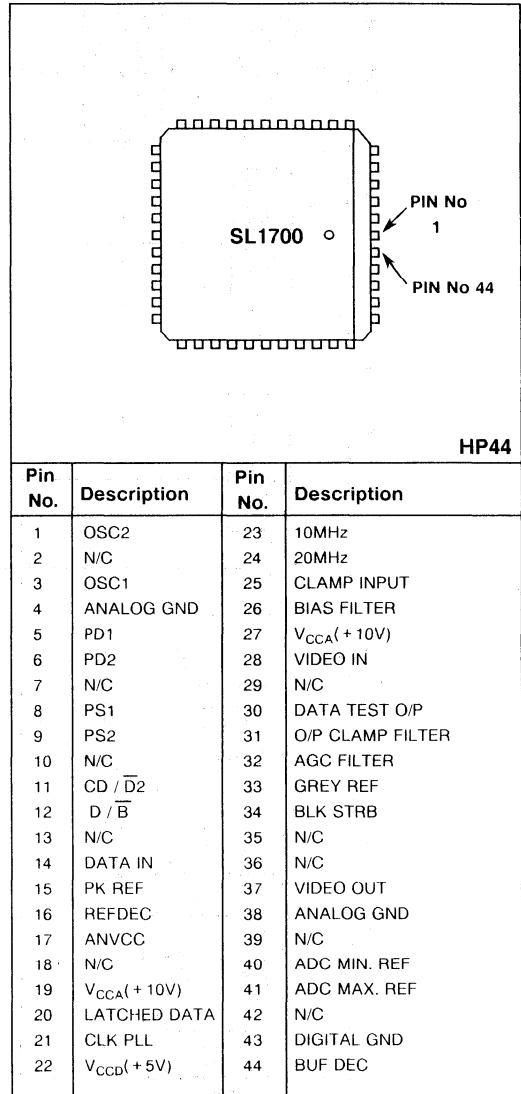 SL1700
PIN No
1
PIN No 44
HP44
Pin No. Description Pin No. Description
1 OSC2 23 10MHz
2 N/C 24 20MHz
3 OSC1 25 CLAMP INPUT
4 ANALOG GND 26 BIAS FILTER
5 PD1 27 VCCA(+10V)
6 PD2 28 VIDEO IN
7 N/C 29 N/C
8 PS1 30 DATA TEST O/P
9 PS2 31 O/P CLAMP FILTER
10 N/C 32 AGC FILTER
11 CD / D̅2 33 GREY REF
12 D / B̅ 34 BLK STRB
13 N/C 35 N/C
14 DATA IN 36 N/C
15 PK REF 37 VIDEO OUT
16 REFDEC 38 ANALOG GND
17 ANVCC 39 N/C
18 N/C 40 ADC MIN. REF
19 VCCA(+10V) 41 ADC MAX. REF
20 LATCHED DATA 42 N/C
21 CLK PLL 43 DIGITAL GND
22 VCCD(+5V) 44 BUF DEC